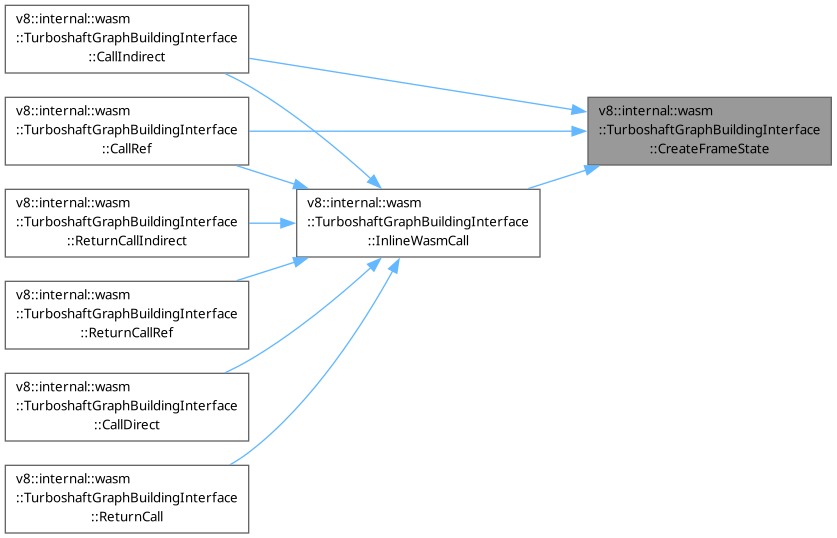 v8::internal::wasm
::TurboshaftGraphBuildingInterface
::CallIndirect
v8::internal::wasm
::TurboshaftGraphBuildingInterface
::CallRef
v8::internal::wasm
::TurboshaftGraphBuildingInterface
::ReturnCallIndirect
v8::internal::wasm
::TurboshaftGraphBuildingInterface
::ReturnCallRef
v8::internal::wasm
::TurboshaftGraphBuildingInterface
::CallDirect
v8::internal::wasm
::TurboshaftGraphBuildingInterface
::ReturnCall
v8::internal::wasm
::TurboshaftGraphBuildingInterface
::InlineWasmCall
v8::internal::wasm
::TurboshaftGraphBuildingInterface
::CreateFrameState